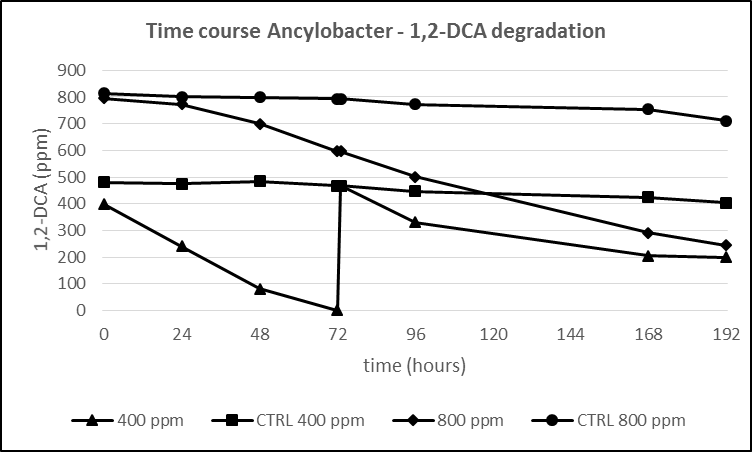 Time course Ancylobacter - 1,2-DCA degradation
900
800
700
600
500
400
300
200
100
0
1,2-DCA (ppm)
0 24 48 72 96 120 144 168 192
time (hours)
400 ppm CTRL 400 ppm 800 ppm CTRL 800 ppm